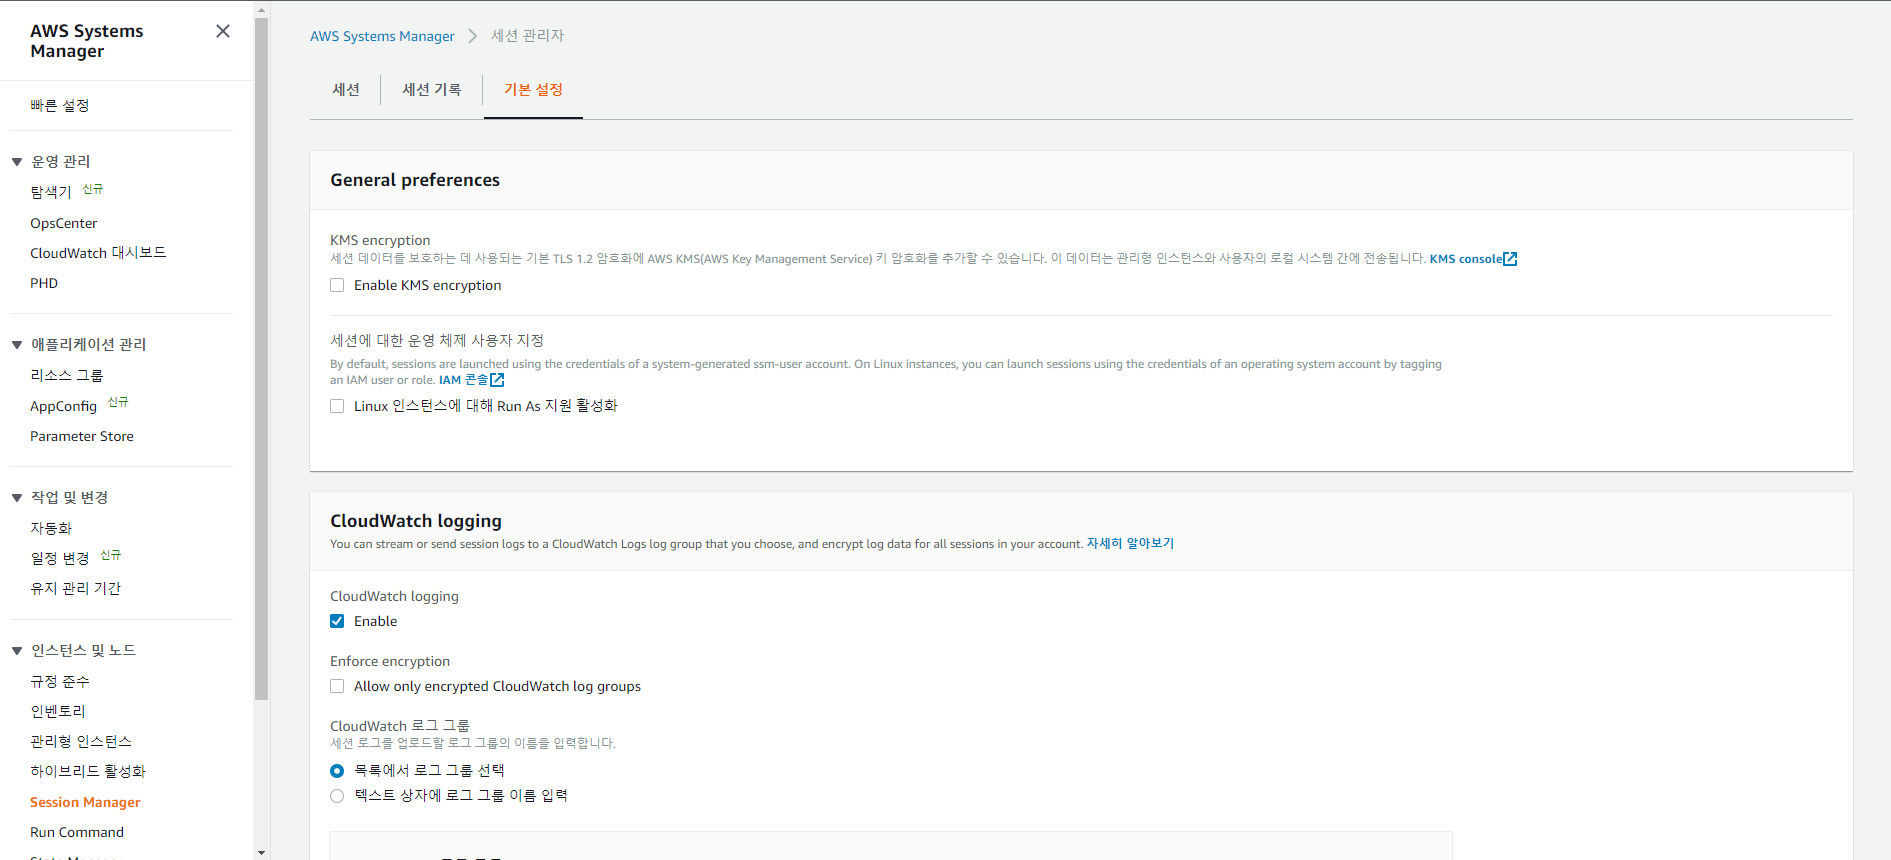 AWS Systems
Manager
빠른 설정
운영 관리
탐색기 신규
OpsCenter
CloudWatch 대시보드
PHD
애플리케이션 관리
리소스 그룹
AppConfig 신규
Parameter Store
작업 및 변경
자동화
일정 변경 신규
유지 관리 기간
인스턴스 및 노드
규정 준수
인벤토리
관리형 인스턴스
하이브리드 활성화
Session Manager
Run Command
AWS Systems Manager 세션 관리자
세션 세션 기록 기본 설정
General preferences
KMS encryption
세션 데이터를 보호하는 데 사용되는 기본 TLS 1.2 암호화에 AWS KMS(AWS Key Management Service) 키 암호화를 추가할 수 있습니다. 이 데이터는 관리형 인스턴스와 사용자의 로컬 시스템 간에 전송됩니다. KMS console
Enable KMS encryption
세션에 대한 운영 체제 사용자 지정
By default, sessions are launched using the credentials of a system-generated ssm-user account. On Linux instances, you can launch sessions using the credentials of an operating system account by tagging
an IAM user or role. IAM 콘솔
Linux 인스턴스에 대해 Run As 지원 활성화
CloudWatch logging
You can stream or send session logs to a CloudWatch Logs log group that you choose, and encrypt log data for all sessions in your account. 자세히 알아보기
CloudWatch logging
Enable
Enforce encryption
Allow only encrypted CloudWatch log groups
CloudWatch 로그 그룹
세션 로그를 업로드할 로그 그룹의 이름을 입력합니다.
목록에서 로그 그룹 선택
텍스트 상자에 로그 그룹 이름 입력